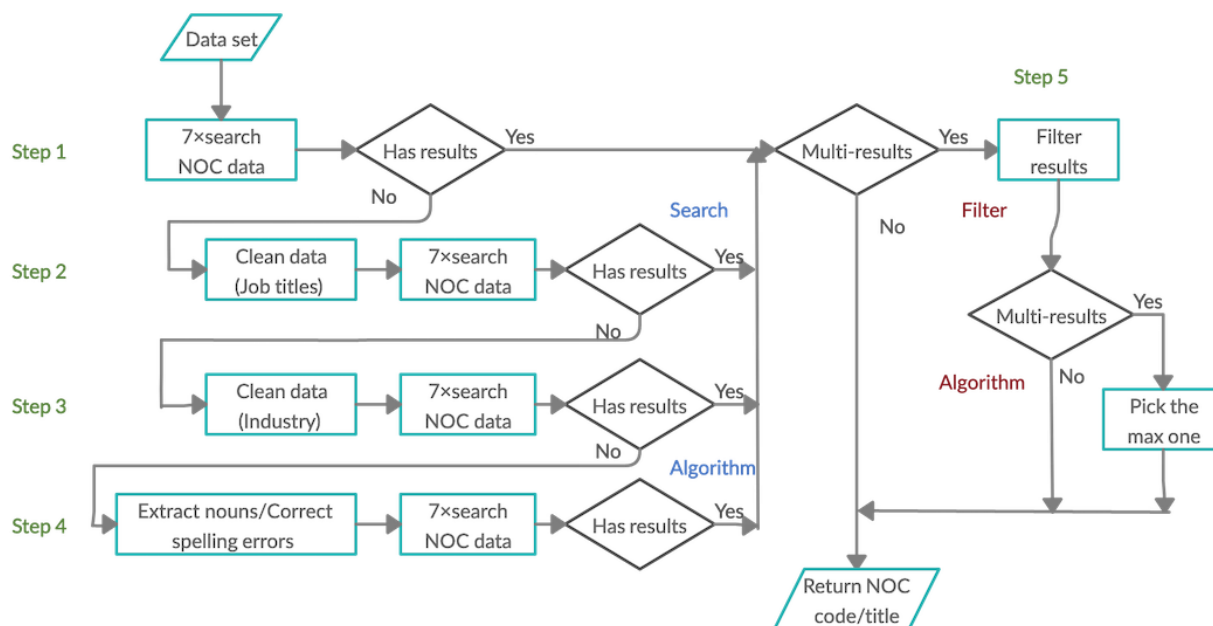 Data set
Step 5
Step 1
7×search
NOC data
Has results
Yes
No
Multi-results
Yes
No
Filter
results
Search
Filter
Step 2
Clean data
(Job titles)
7×search
NOC data
Has results
Yes
No
Multi-results
Yes
No
Step 3
Clean data
(Industry)
7×search
NOC data
Has results
Yes
No
Algorithm
Pick the
max one
Algorithm
Step 4
Extract nouns/Correct
spelling errors
7×search
NOC data
Has results
Yes
Return NOC
code/title